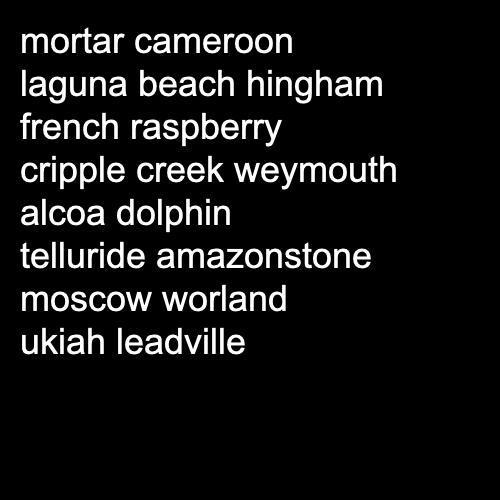 mortar cameroon
laguna beach hingham
french raspberry
cripple creek weymouth
alcoa dolphin
telluride amazonstone
moscow worland
ukiah leadville